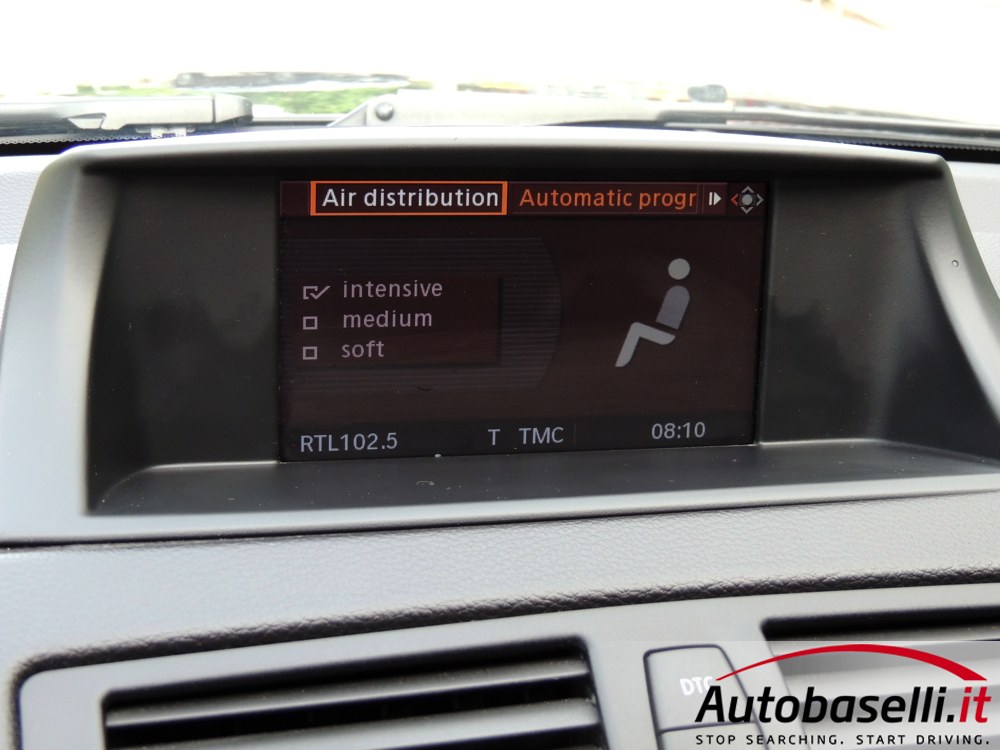 Air distribution Automatic progr
intensive
medium
soft
RTL102.5 T TMC 08:10
DTC
Autobaselli.it
STOP SEARCHING. START DRIVING.